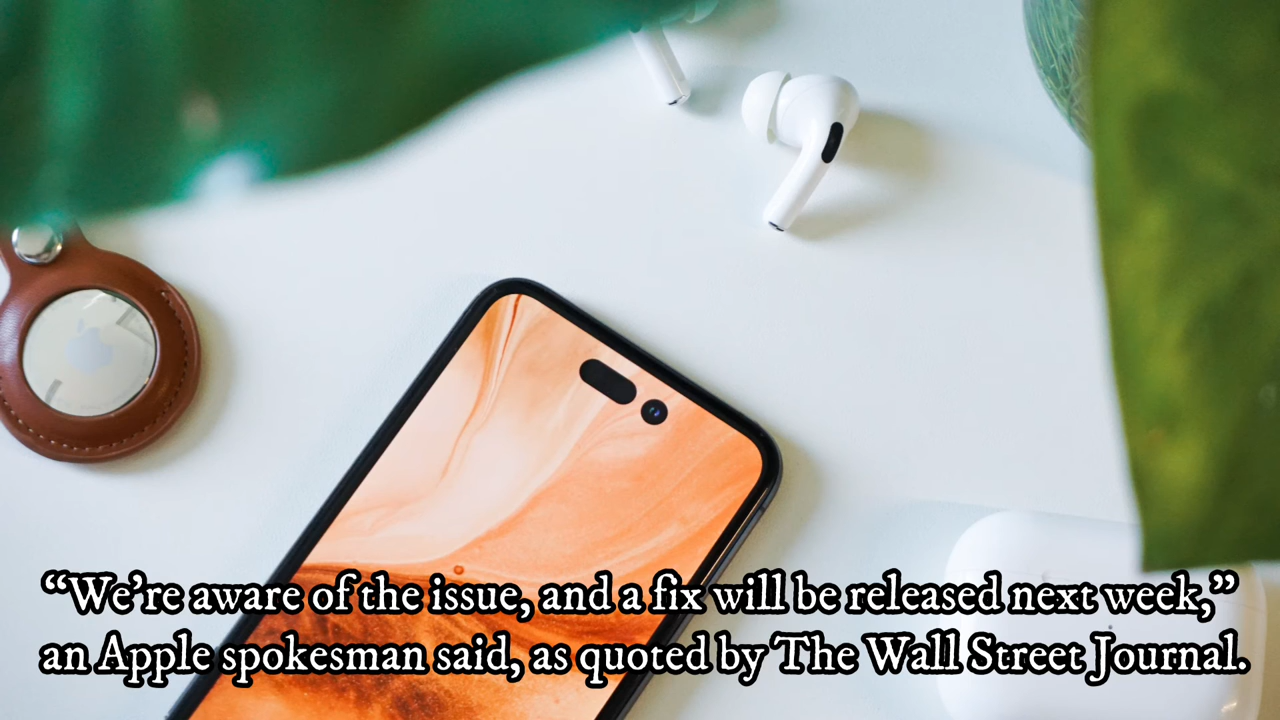 “We’re aware of the issue, and a fix will be released next week,”
an Apple spokesman said, as quoted by The Wall Street Journal.